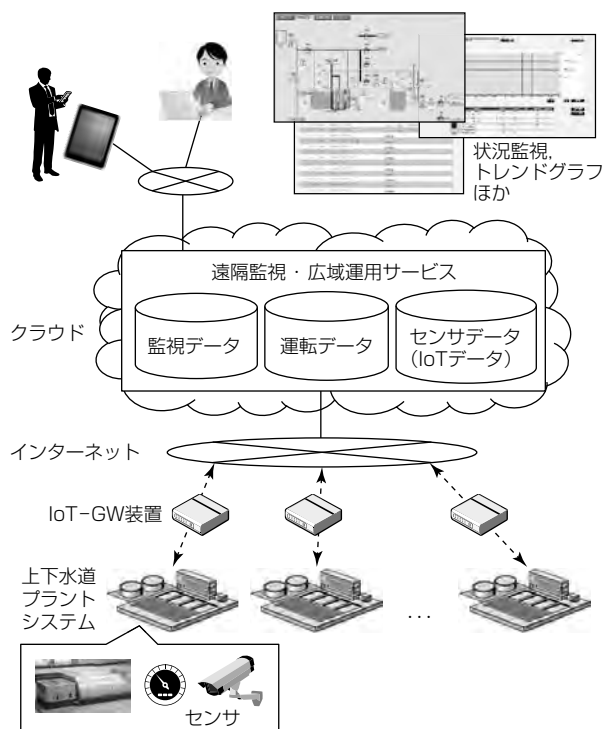 状況監視,
トレンドグラフ
ほか
遠隔監視・広域運用サービス
クラウド
監視データ
運転データ
センサデータ
(IoTデータ)
インターネット
IoT-GW装置
上下水道
プラント
システム
...
センサ